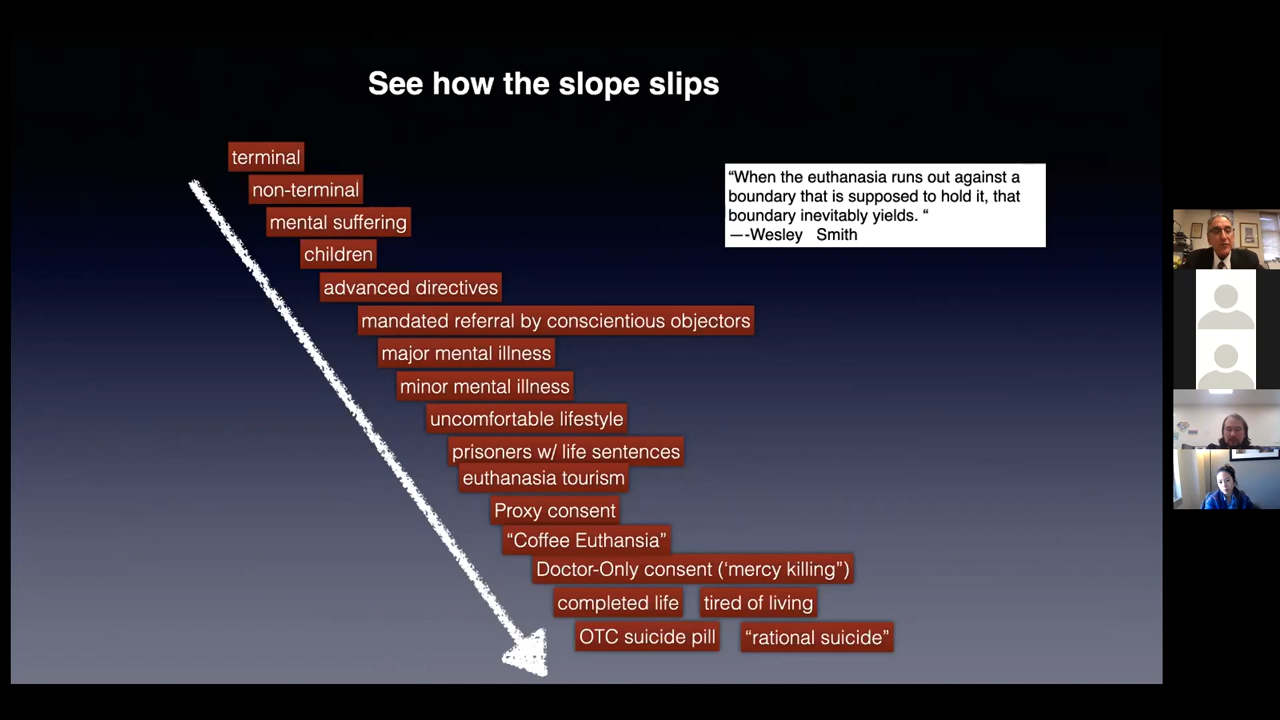 See how the slope slips
terminal
non-terminal
mental suffering
children
advanced directives
mandated referral by conscientious objectors
major mental illness
minor mental illness
uncomfortable lifestyle
prisoners w/ life sentences
euthanasia tourism
Proxy consent
“Coffee Euthansia”
Doctor-Only consent (‘mercy killing”)
completed life tired of living
OTC suicide pill “rational suicide”
“When the euthanasia runs out against a
boundary that is supposed to hold it, that
boundary inevitably yields. “
—-Wesley Smith